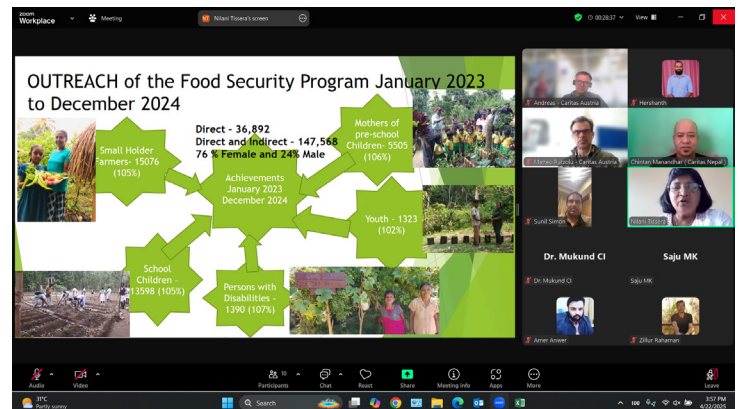 zoom
Workplace
Meeting
NT Nilani Tissera's screen
00:28:37
View
OUTREACH of the Food Security Program January 2023
to December 2024
Direct - 36,892
Direct and Indirect - 147,568
76 % Female and 24% Male
Small Holder
Farmers- 15076
(105%)
Mothers of
pre-school
Children- 5505
(106%)
Achievements
January 2023
December 2024
Youth - 1323
(102%)
School
Children -
13598 (105%)
Persons with
Disabilities -
1390 (107%)
Andreas - Caritas Austria
Hershanth
Chintan Manandhar ( Caritas Nepal )
Sunil Simon
Nilani Tissera
Dr. Mukund CI
Saju MK
Dr. Mukund CI
Saju MK
Amer Anwer
Zillur Rahaman
Audio
Video
10
Participants
Chat
React
Share
Meeting info
Apps
More
Leave
31°C
Partly sunny
Search
3:57 PM
4/22/2025